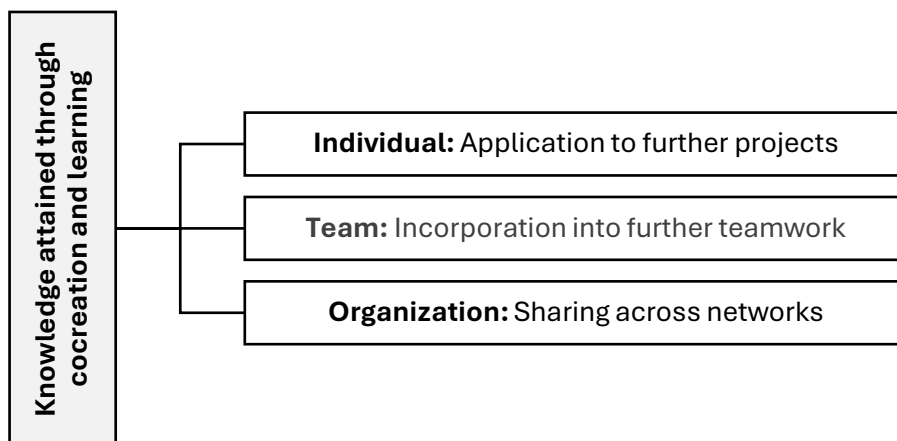 Knowledge attained through
cocreation and learning
Individual: Application to further projects
Team: Incorporation into further teamwork
Organization: Sharing across networks